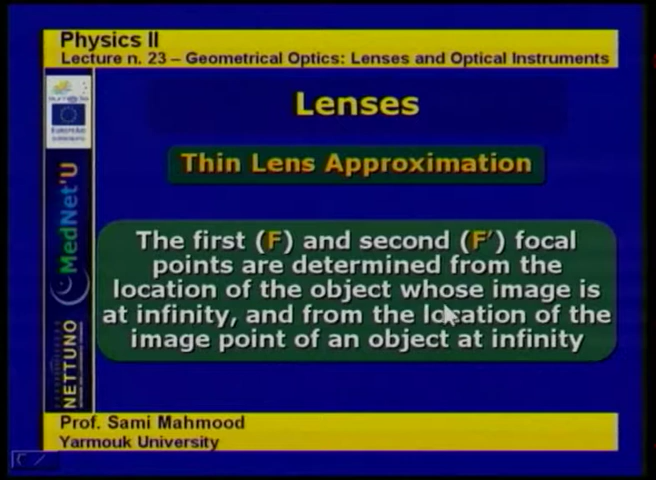 Physics II
Lecture n. 23 – Geometrical Optics: Lenses and Optical Instruments
Lenses
Thin Lens Approximation
The first (F) and second (F′) focal
points are determined from the
location of the object whose image is
at infinity, and from the location of the
image point of an object at infinity
MedNet'U
NETTUNO
Prof. Sami Mahmood
Yarmouk University